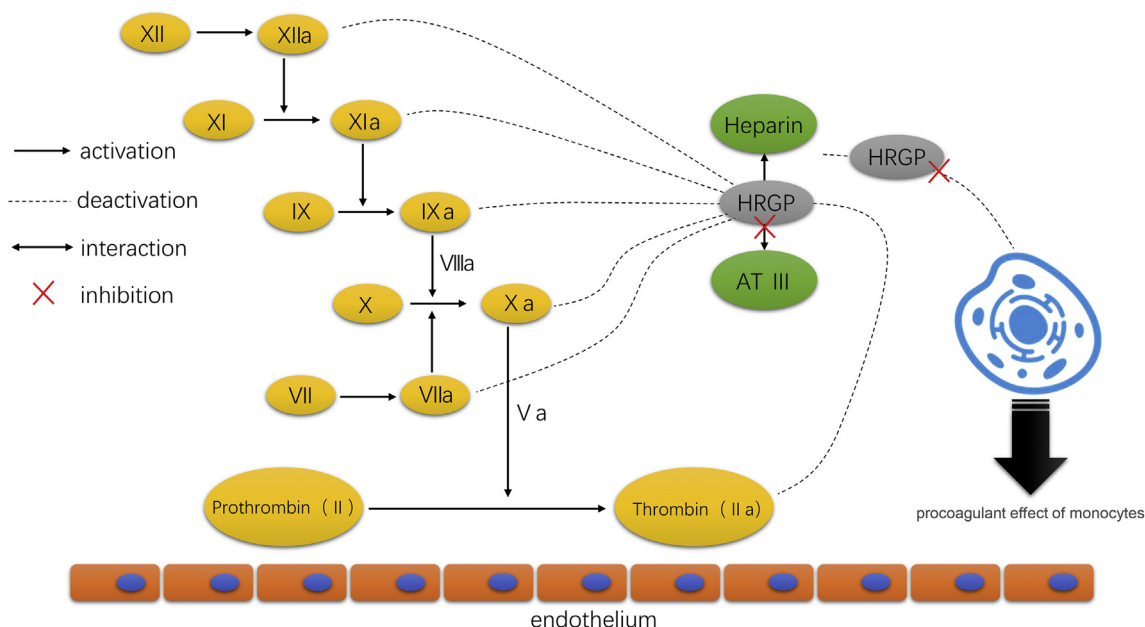 XII
XIIa
XI
XIa
Heparin
HRGP
activation
deactivation
interaction
inhibition
IX
IXa
HRGP
VIIIa
AT III
X
Xa
VII
VIIa
Va
Prothrombin (II)
Thrombin (IIa)
procoagulant effect of monocytes
endothelium